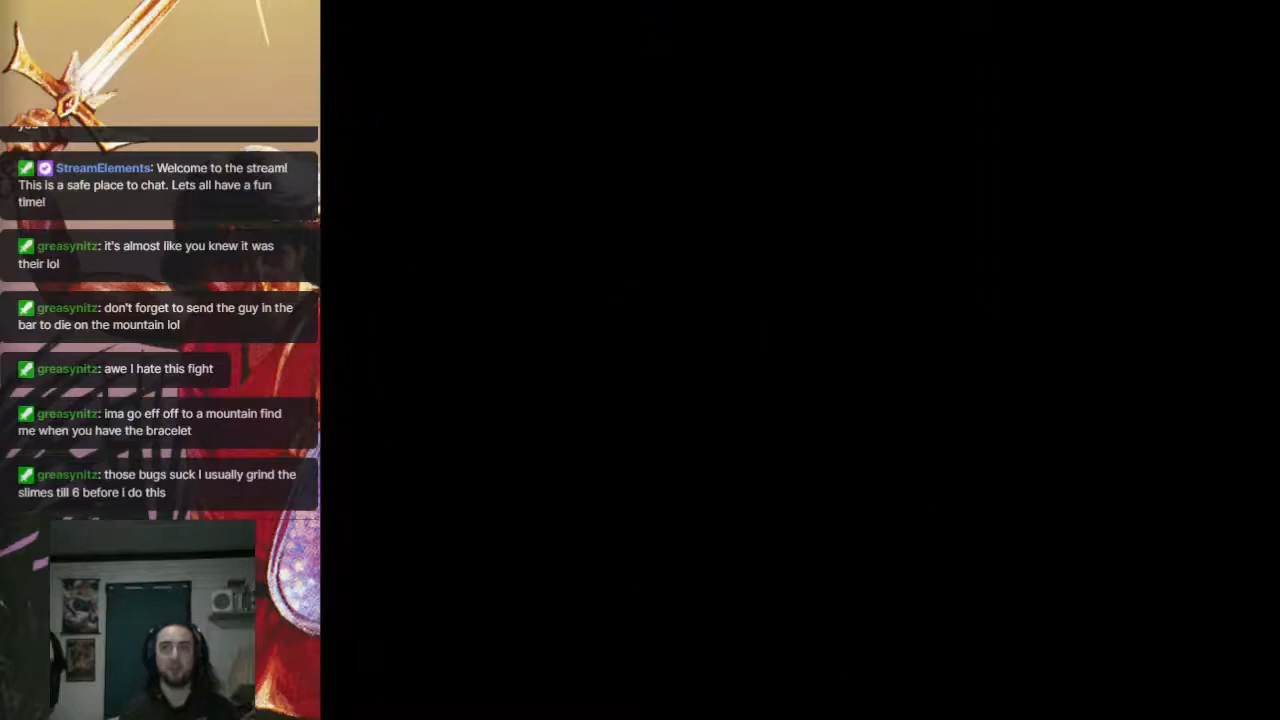 StreamElements: Welcome to the stream!
This is a safe place to chat. Lets all have a fun
time!
greasynitz: it's almost like you knew it was
their lol
greasynitz: don't forget to send the guy in the
bar to die on the mountain lol
greasynitz: awe I hate this fight
greasynitz: ima go eff off to a mountain find
me when you have the bracelet
greasynitz: those bugs suck I usually grind the
slimes till 6 before i do this